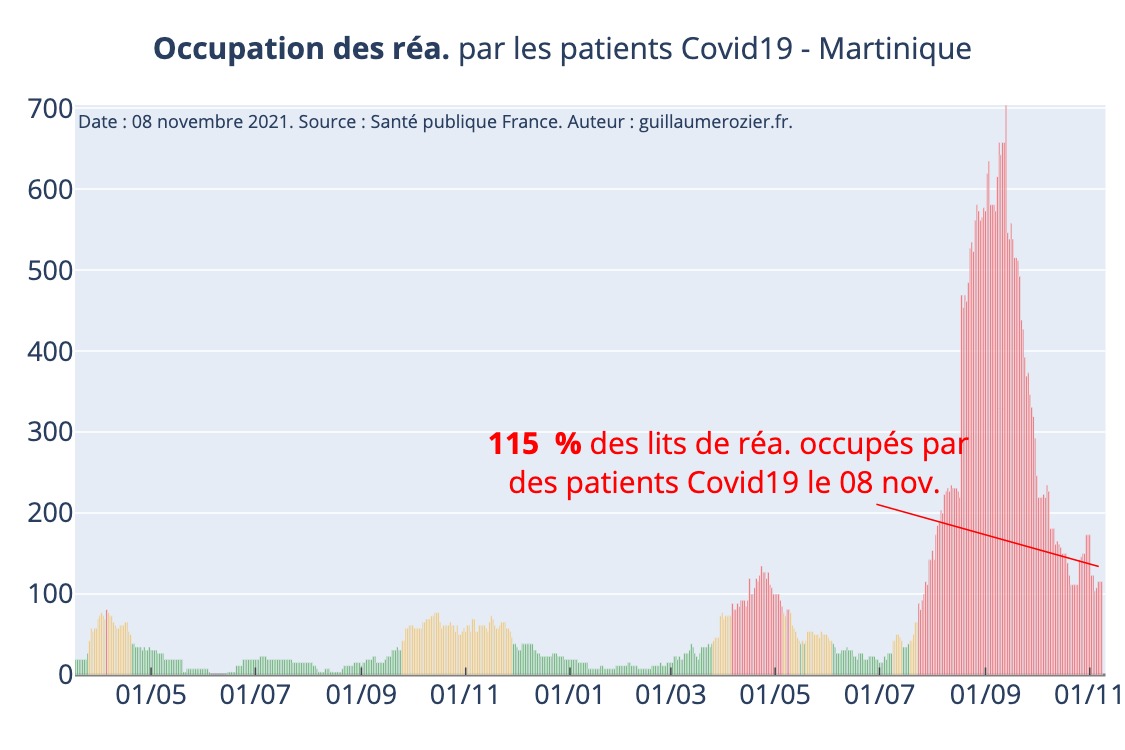 Occupation des réa. par les patients Covid19 - Martinique
700
Date : 08 novembre 2021. Source : Santé publique France. Auteur : guillaumerozier.fr.
600
500
400
300
115 % des lits de réa. occupés par
des patients Covid19 le 08 nov.
200
100
0
01/05 01/07 01/09 01/11 01/01 01/03 01/05 01/07 01/09 01/11